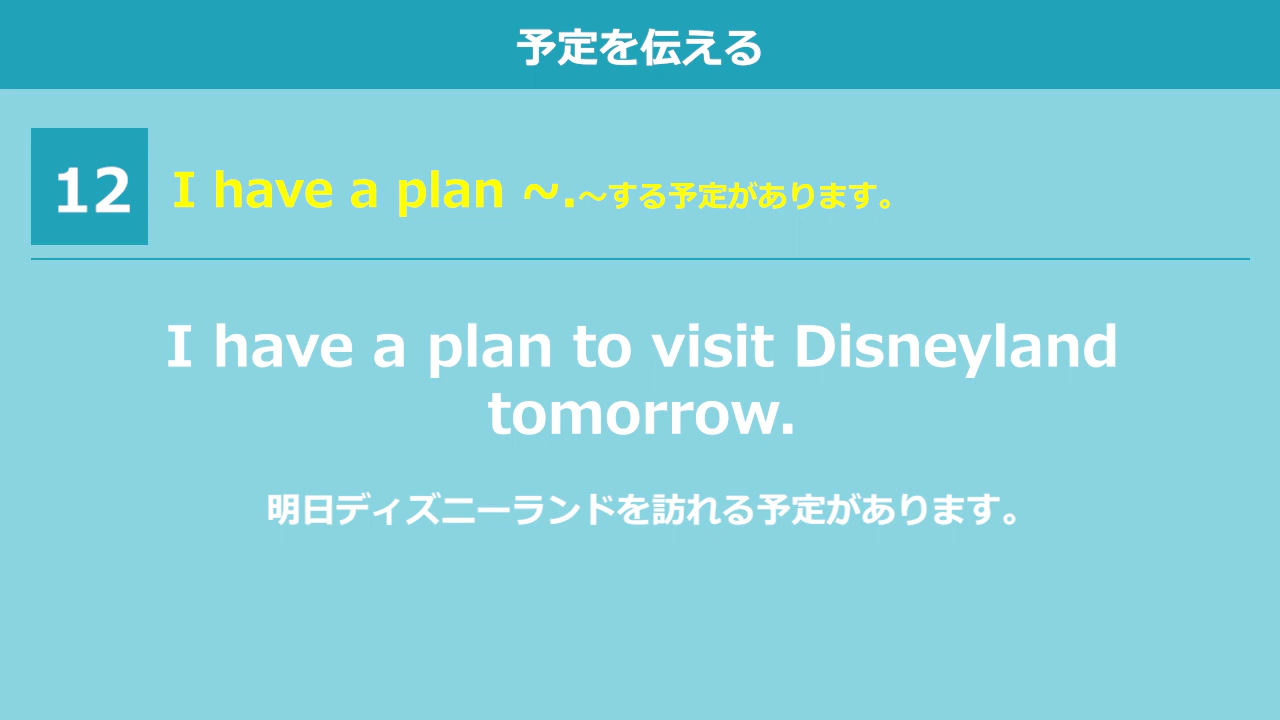 予定を伝える
12
I have a plan ~.～する予定があります。
I have a plan to visit Disneyland
tomorrow.
明日ディズニーランドを訪れる予定があります。